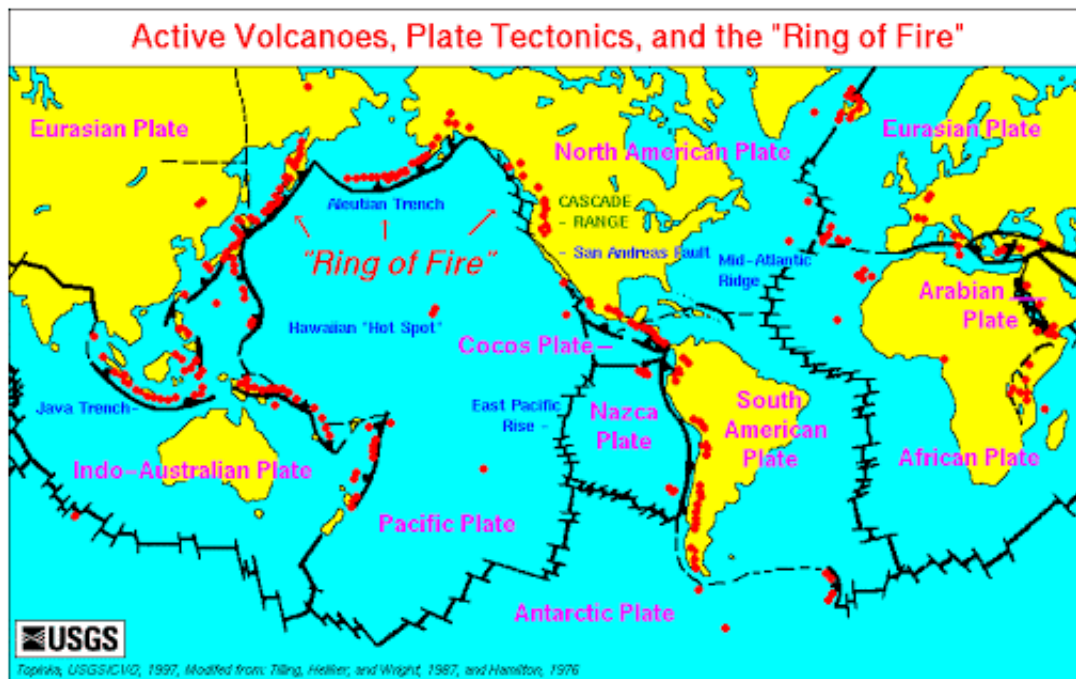 Active Volcanoes, Plate Tectonics, and the "Ring of Fire"
Eurasian Plate
North American Plate
Eurasian Plate
Aleutian Trench
CASCADE
- RANGE
"Ring of Fire"
- San Andreas Fault
Mid-Atlantic
Ridge
Arabian
Plate
Hawaiian "Hot Spot"
Cocos Plate
Java Trench-
East Pacific
Rise -
Nazca
Plate
South
American
Plate
African Plate
Indo-Australian Plate
Pacific Plate
Antarctic Plate
USGS
Topinka, USGS/CVO, 1997, Modified from: Tilling, Heliker, and Wright, 1987, and Hamilton, 1976